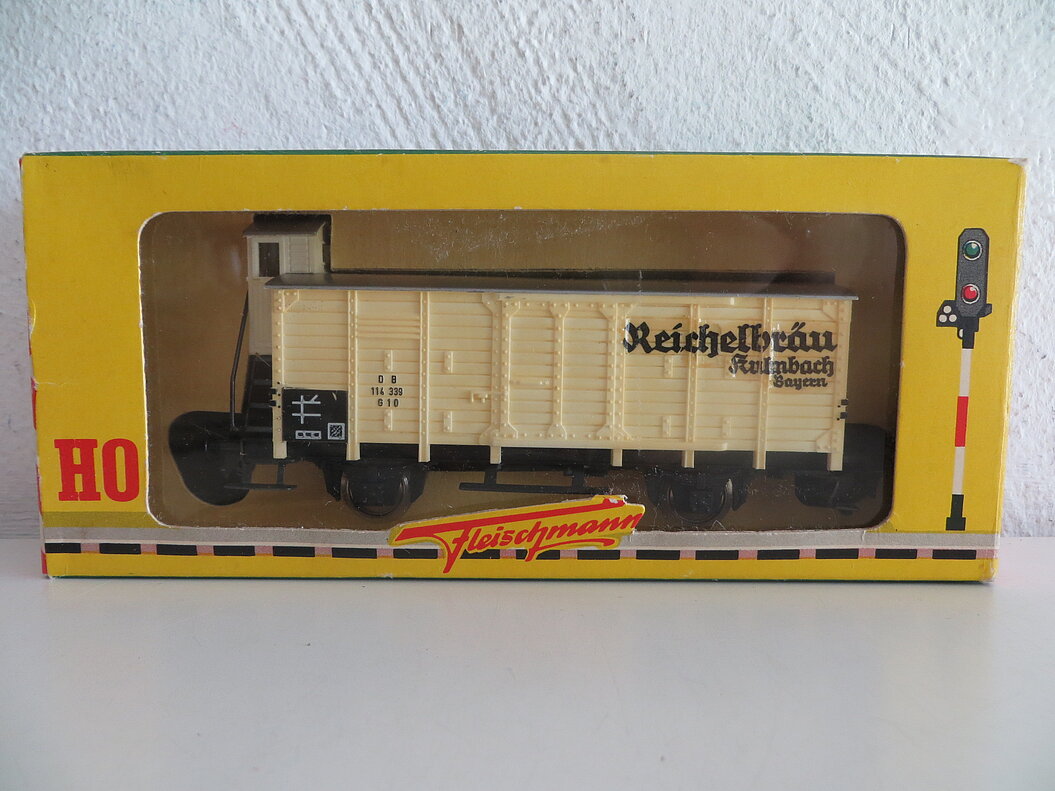 Reichelbräu
Kulmbach
Bayern
D B
114 339
G 10
HO
Fleischmann